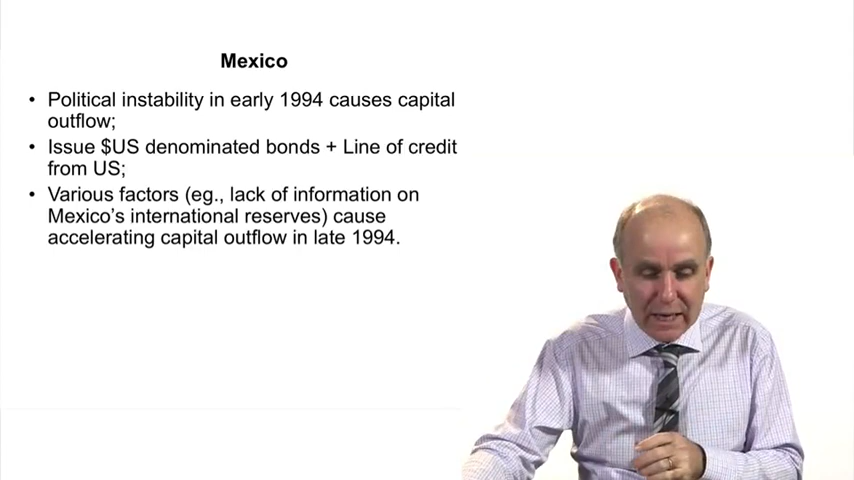 Mexico
• Political instability in early 1994 causes capital
outflow;
• Issue $US denominated bonds + Line of credit
from US;
• Various factors (eg., lack of information on
Mexico's international reserves) cause
accelerating capital outflow in late 1994.